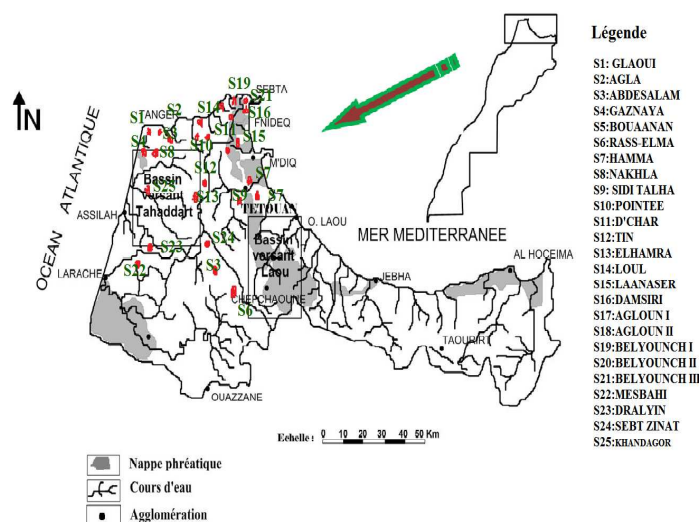 Légende
S1: GLAOUI
S2:AGLA
S3:ABDESALAM
S4:GAZNAYA
S5:BOUAANAN
S6:RASS-ELMA
S7:HAMMA
S8:NAKHLA
S9: SIDI TALHA
S10:POINTEE
S11:D'CHAR
S12:TIN
S13:ELHAMRA
S14:LOUL
S15:LAANASER
S16:DAMSIRI
S17:AGLOUN I
S18:AGLOUN II
S19:BELYOUNCH I
S20:BELYOUNCH II
S21:BELYOUNCH III
S22:MESBAHI
S23:DRALYIN
S24:SEBT ZINAT
S25:KHANDAGOR
N
OCEAN ATLANTIQUE
MER MEDITERRANEE
S19
SEBTA
S21
S2
S14
S16
TANGER
S1
FNIDEQ
S4
S8
S10
S15
M'DIQ
S12
S7
Bassin
versant
Tahaddart
S25
S13
S9
S7
TETOUAN
ASSILAH
O. LAOU
S23
S24
Bassin
versant
Laou
S22
S3
LARACHE
CHEPCHAOUNE
S6
JEBHA
AL HOCEIMA
TAOURIRT
OUAZZANE
Echelle :
0 10 20 30 40 50 Km
Nappe phréatique
Cours d'eau
Agglomération